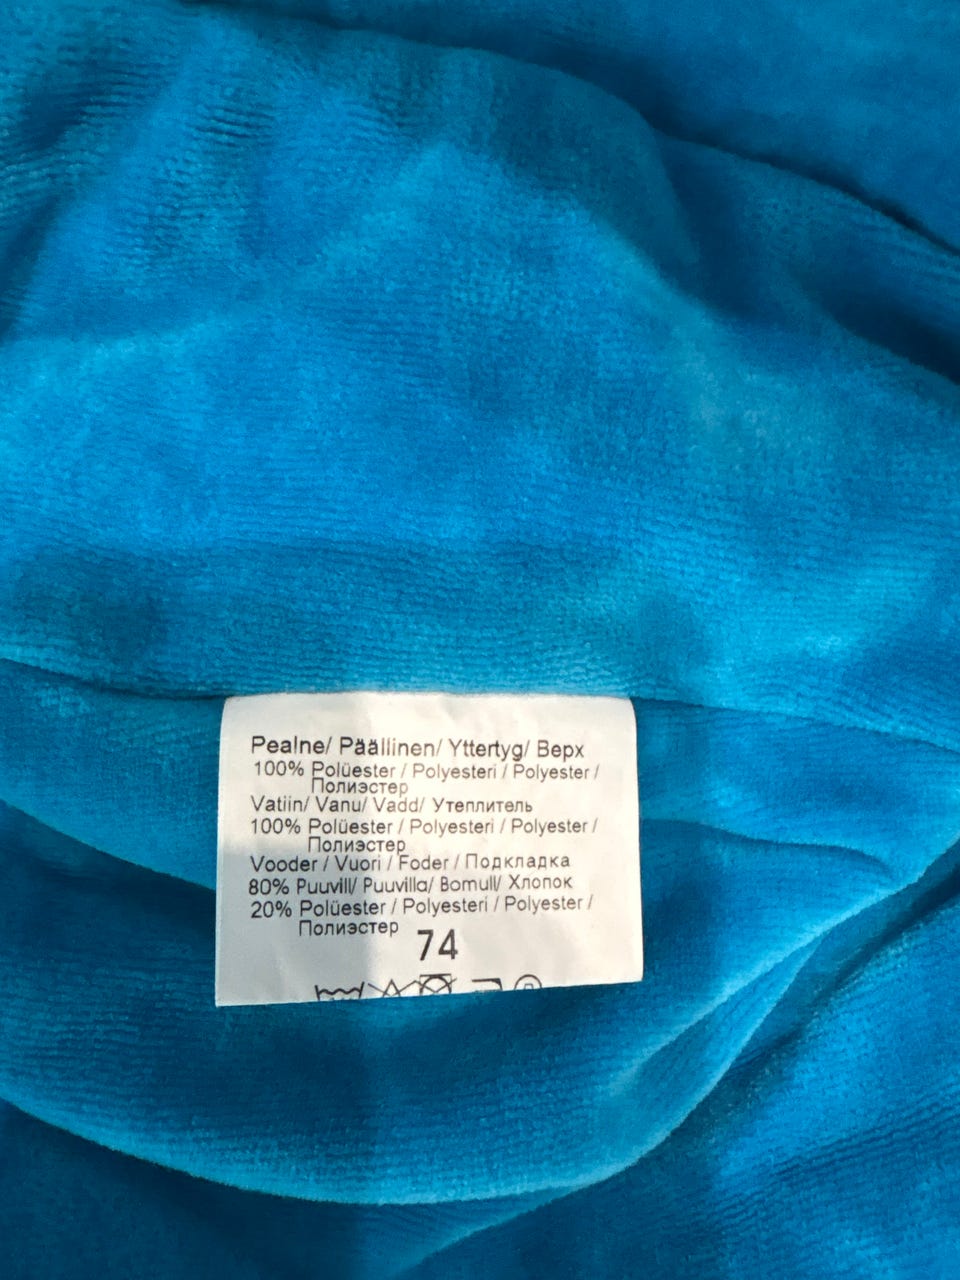 Pealne/ Päällinen/ Yttertyg/ Верх
100% Polüester / Polyesteri / Polyester /
Полиэстер
Vatiin/ Vanu/ Vadd/ Утеплитель
100% Polüester / Polyesteri / Polyester /
Полиэстер
Vooder / Vuori / Foder / Подкладка
80% Puuvill/ Puuvilla/ Bomull/ Хлопок
20% Polüester / Polyesteri / Polyester /
Полиэстер
74